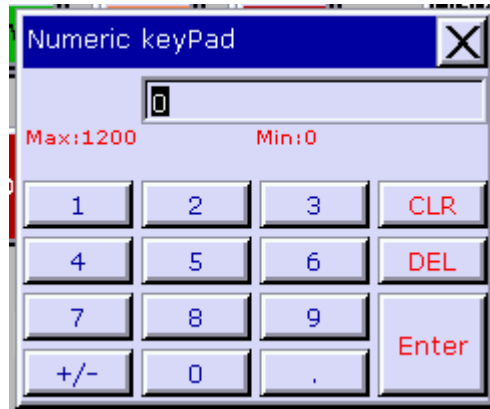 Numeric keyPad X
0
Max:1200 Min:0
1 2 3 CLR
4 5 6 DEL
7 8 9
Enter
+/- 0 .